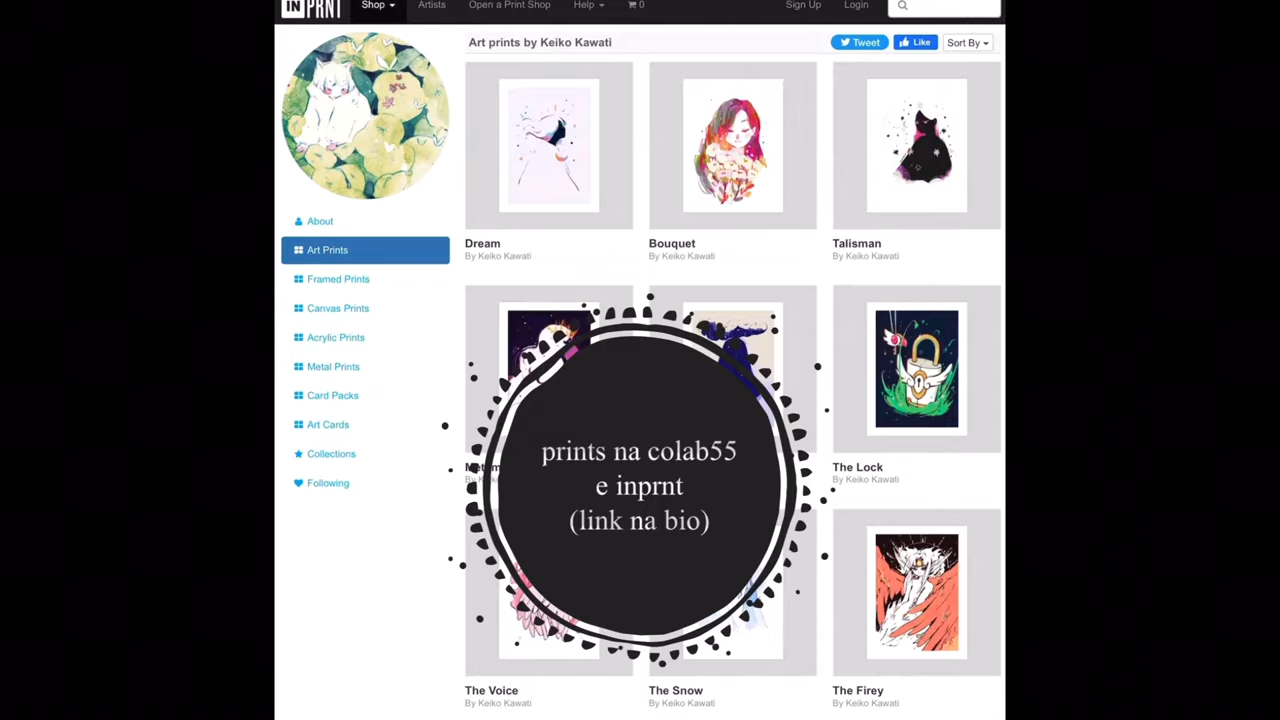 INPRNT Shop Artists Open a Print Shop Help 0 Sign Up Login
Art prints by Keiko Kawati Tweet Like Sort By
About
Art Prints
Framed Prints
Canvas Prints
Acrylic Prints
Metal Prints
Card Packs
Art Cards
Collections
Following
Dream Bouquet Talisman
By Keiko Kawati By Keiko Kawati By Keiko Kawati
The Lock
By Keiko Kawati
prints na colab55
e inprnt
(link na bio)
The Voice The Snow The Firey
By Keiko Kawati By Keiko Kawati By Keiko Kawati